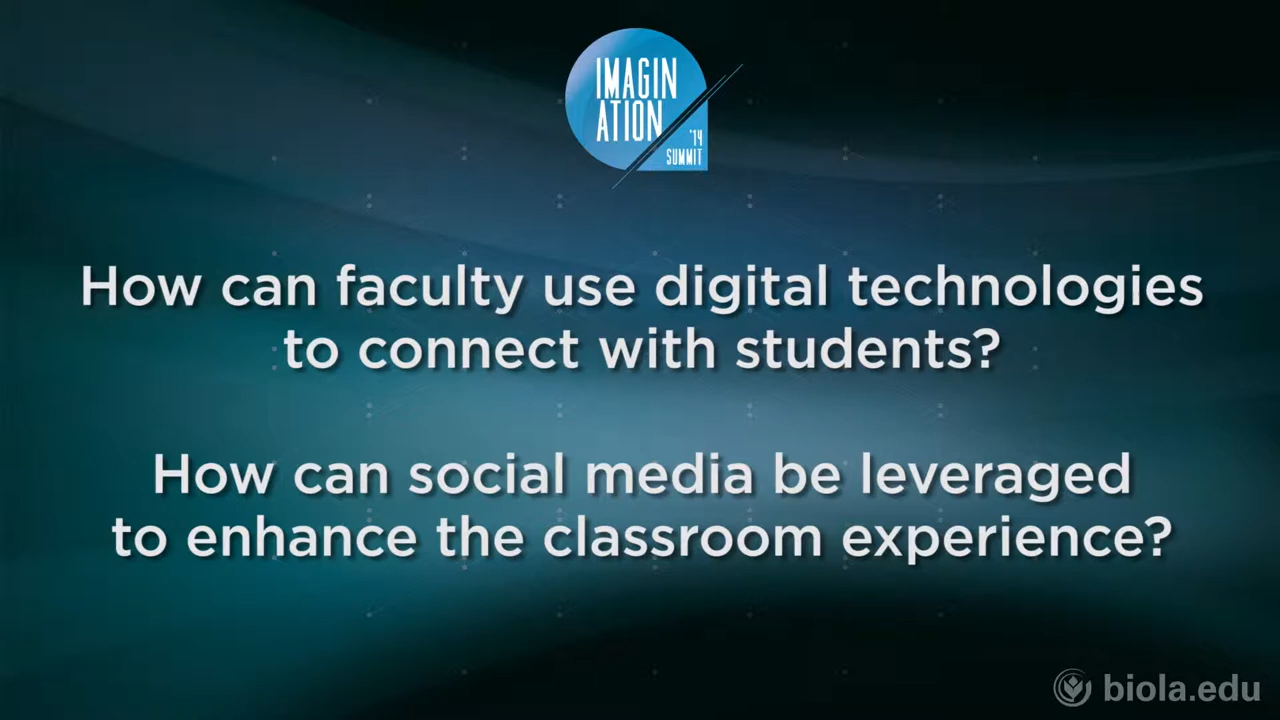 IMAGIN
ATION
'14
SUMMIT
How can faculty use digital technologies
to connect with students?
How can social media be leveraged
to enhance the classroom experience?
biola.edu